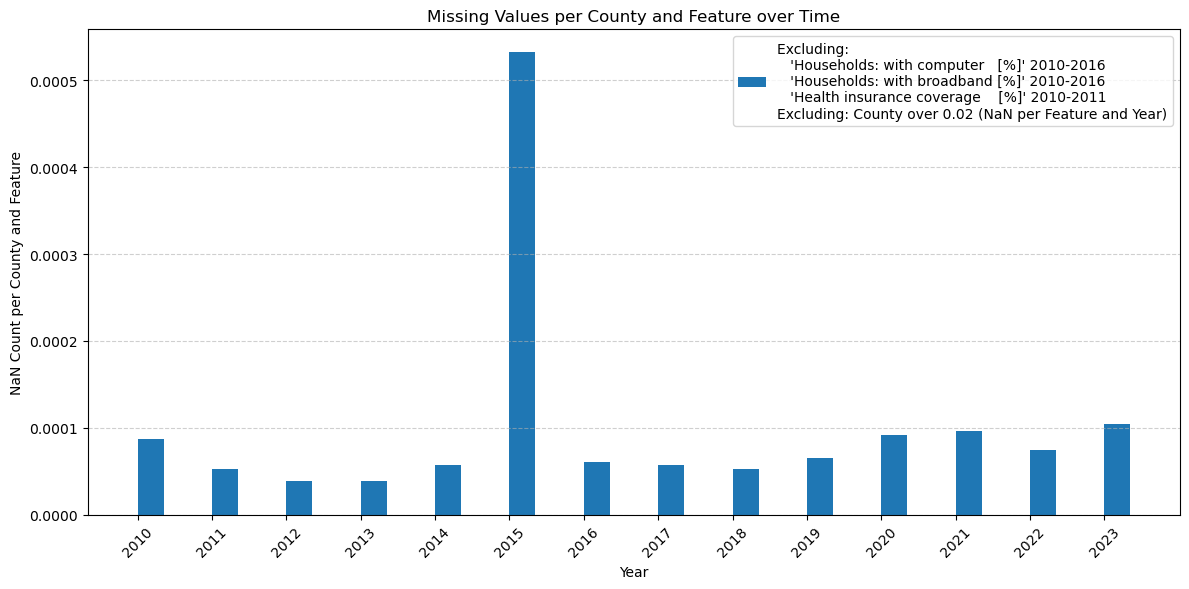 Missing Values per County and Feature over Time
Excluding:
'Households: with computer   [%]' 2010-2016
'Households: with broadband [%]' 2010-2016
'Health insurance coverage    [%]' 2010-2011
Excluding: County over 0.02 (NaN per Feature and Year)
NaN Count per County and Feature
0.0005
0.0004
0.0003
0.0002
0.0001
0.0000
2010
2011
2012
2013
2014
2015
2016
2017
2018
2019
2020
2021
2022
2023
Year